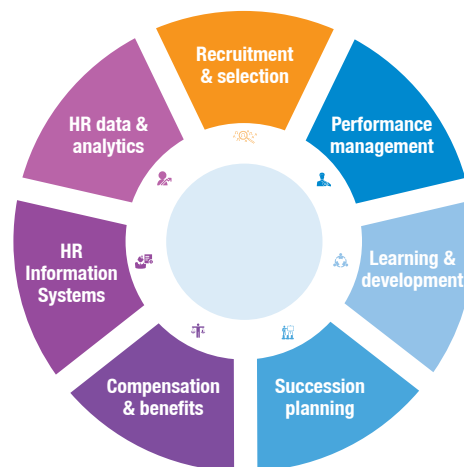 Recruitment
& selection
Performance
management
Learning &
development
Succession
planning
Compensation
& benefits
HR
Information
Systems
HR data &
analytics